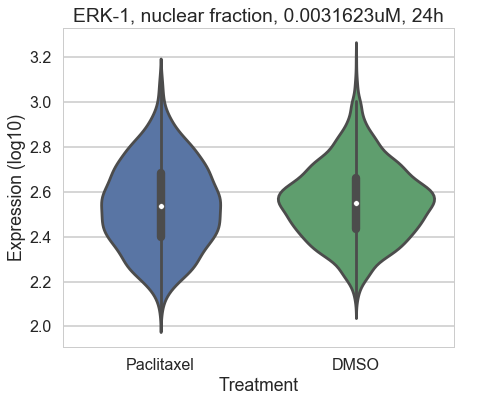 ERK-1, nuclear fraction, 0.0031623uM, 24h
Expression (log10)
3.2
3.0
2.8
2.6
2.4
2.2
2.0
Paclitaxel
DMSO
Treatment